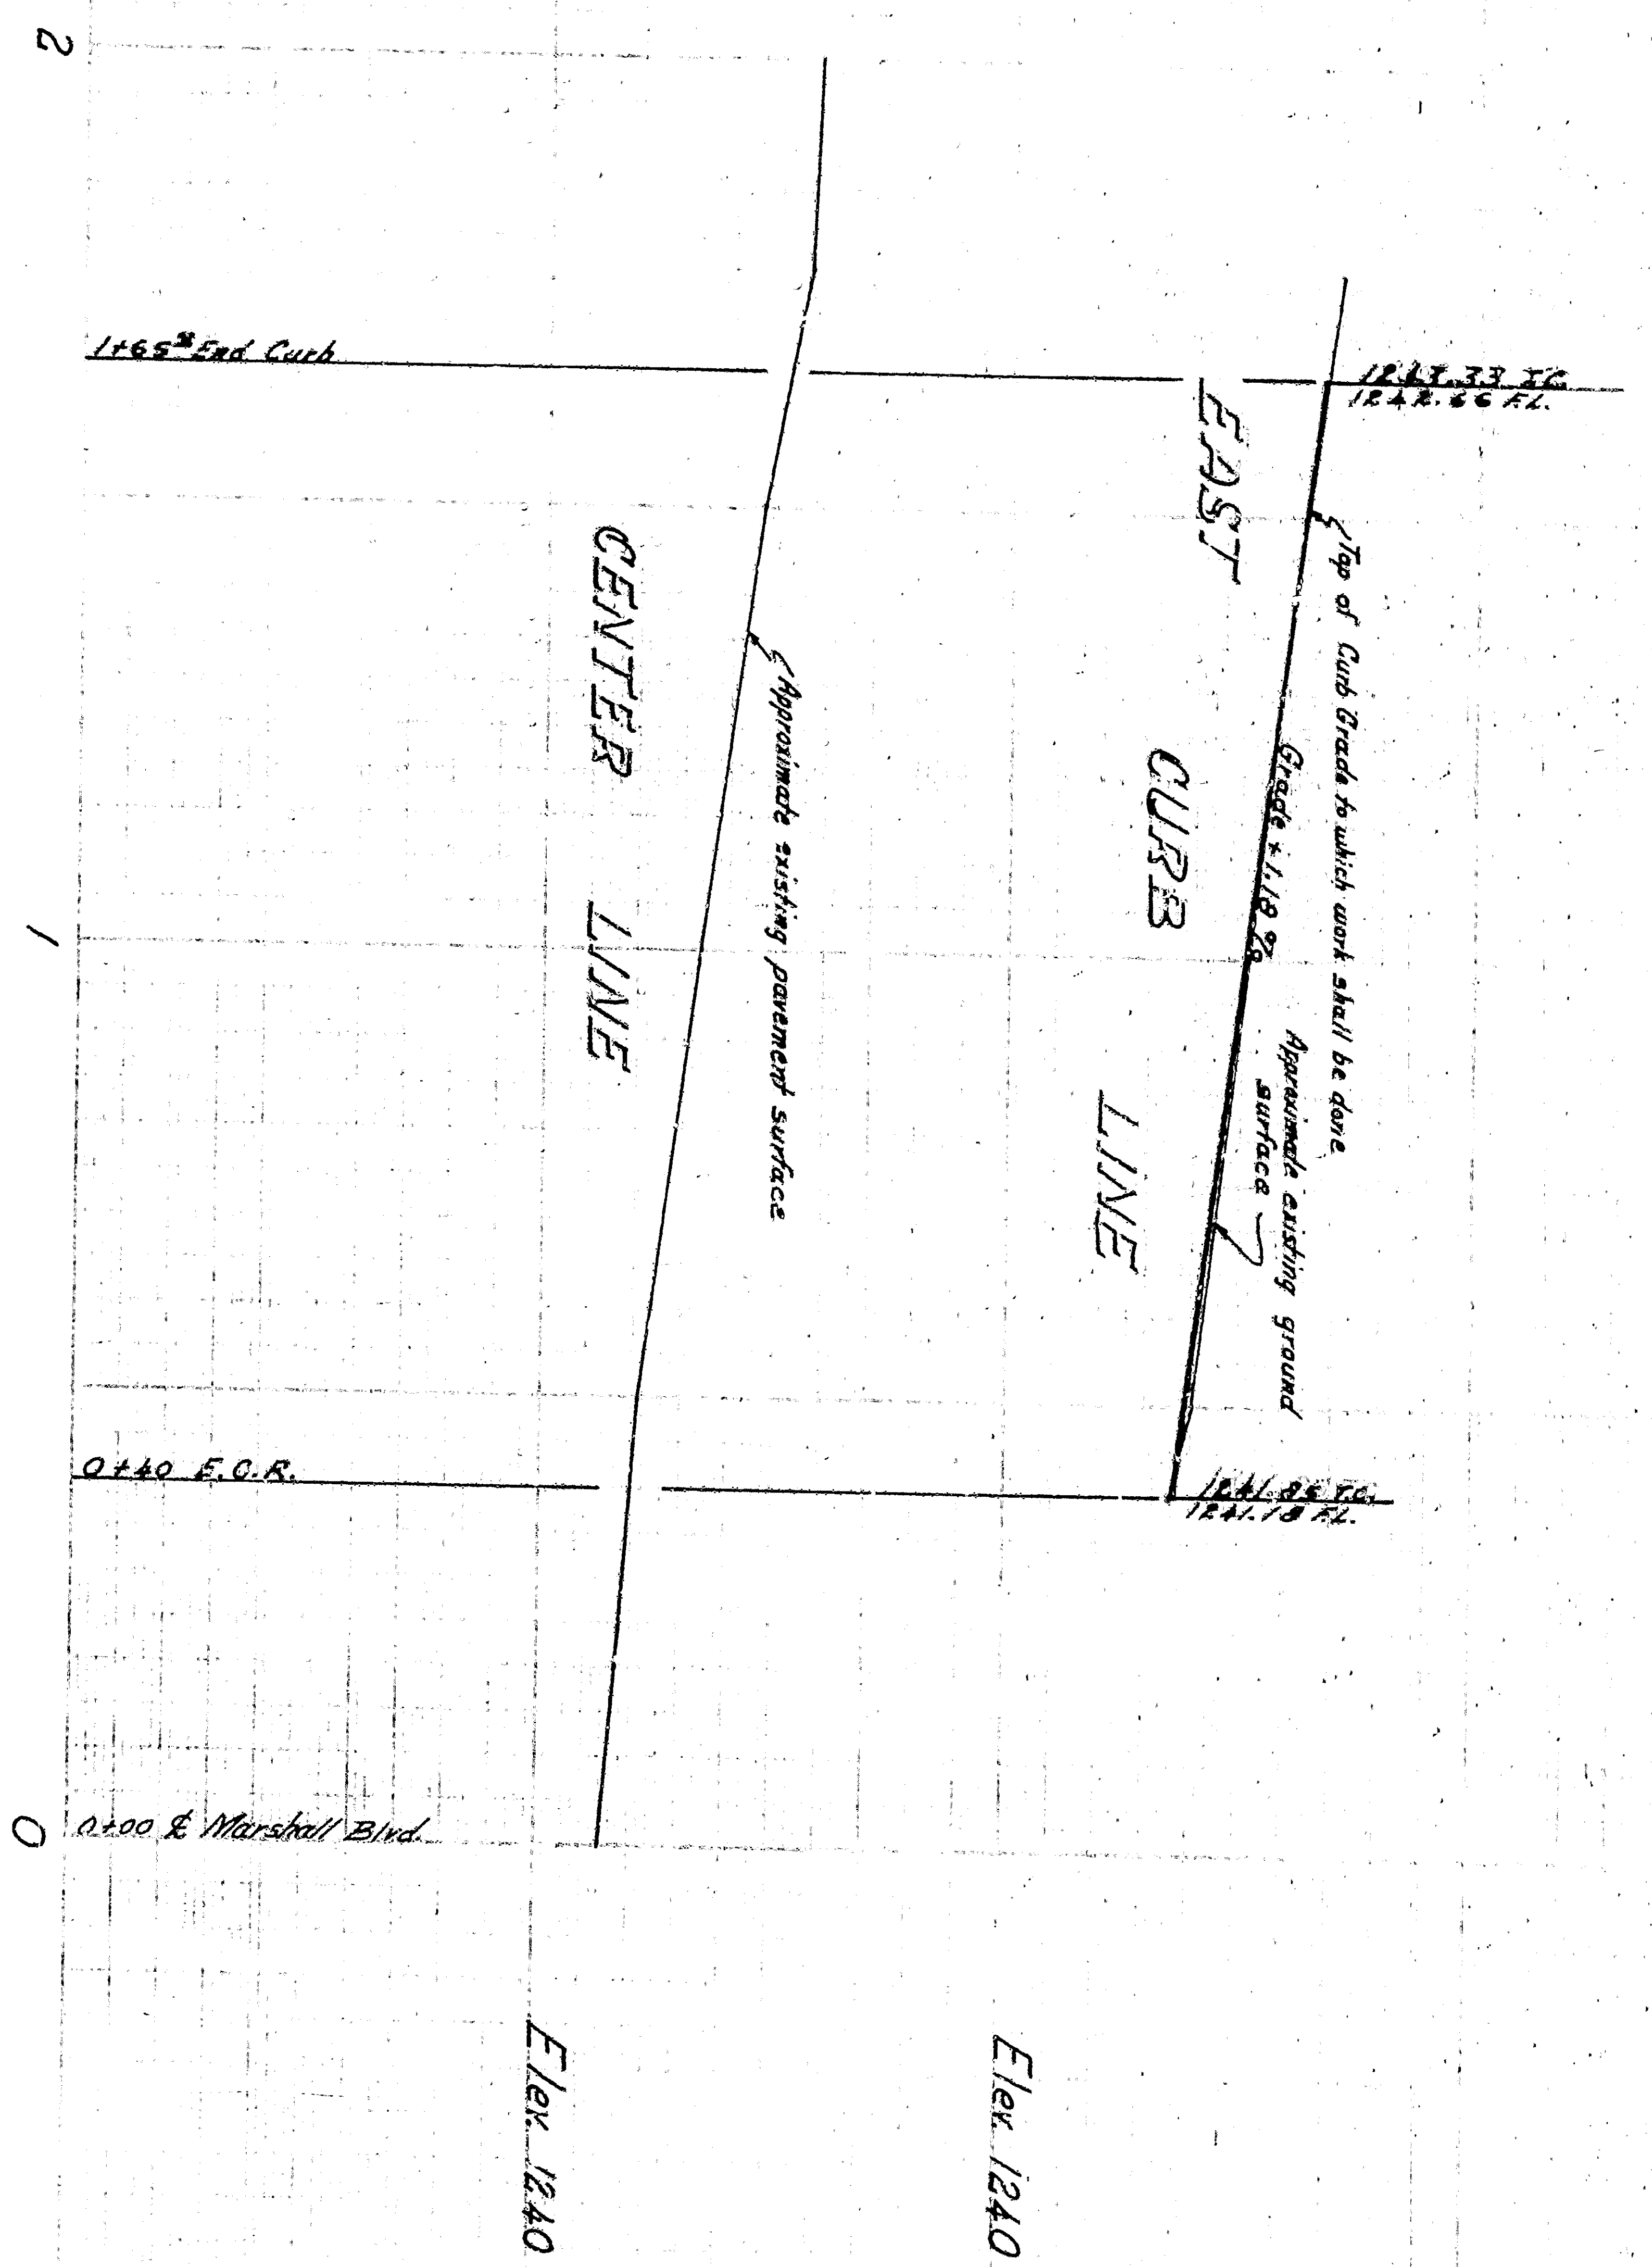 2
1+65 End Curb
1243.33 T.C.
1242.66 F.L.
EAST CURB LINE
Top of Curb Grade to which work shall be done
Grade + 1.18 %
Approximate existing ground
surface
CENTER LINE
Approximate existing pavement surface
1
0+40 E.C.R.
1241.85 T.C.
1241.18 F.L.
0
0+00 ℄ Marshall Blvd.
Elev. 1240
Elev. 1240